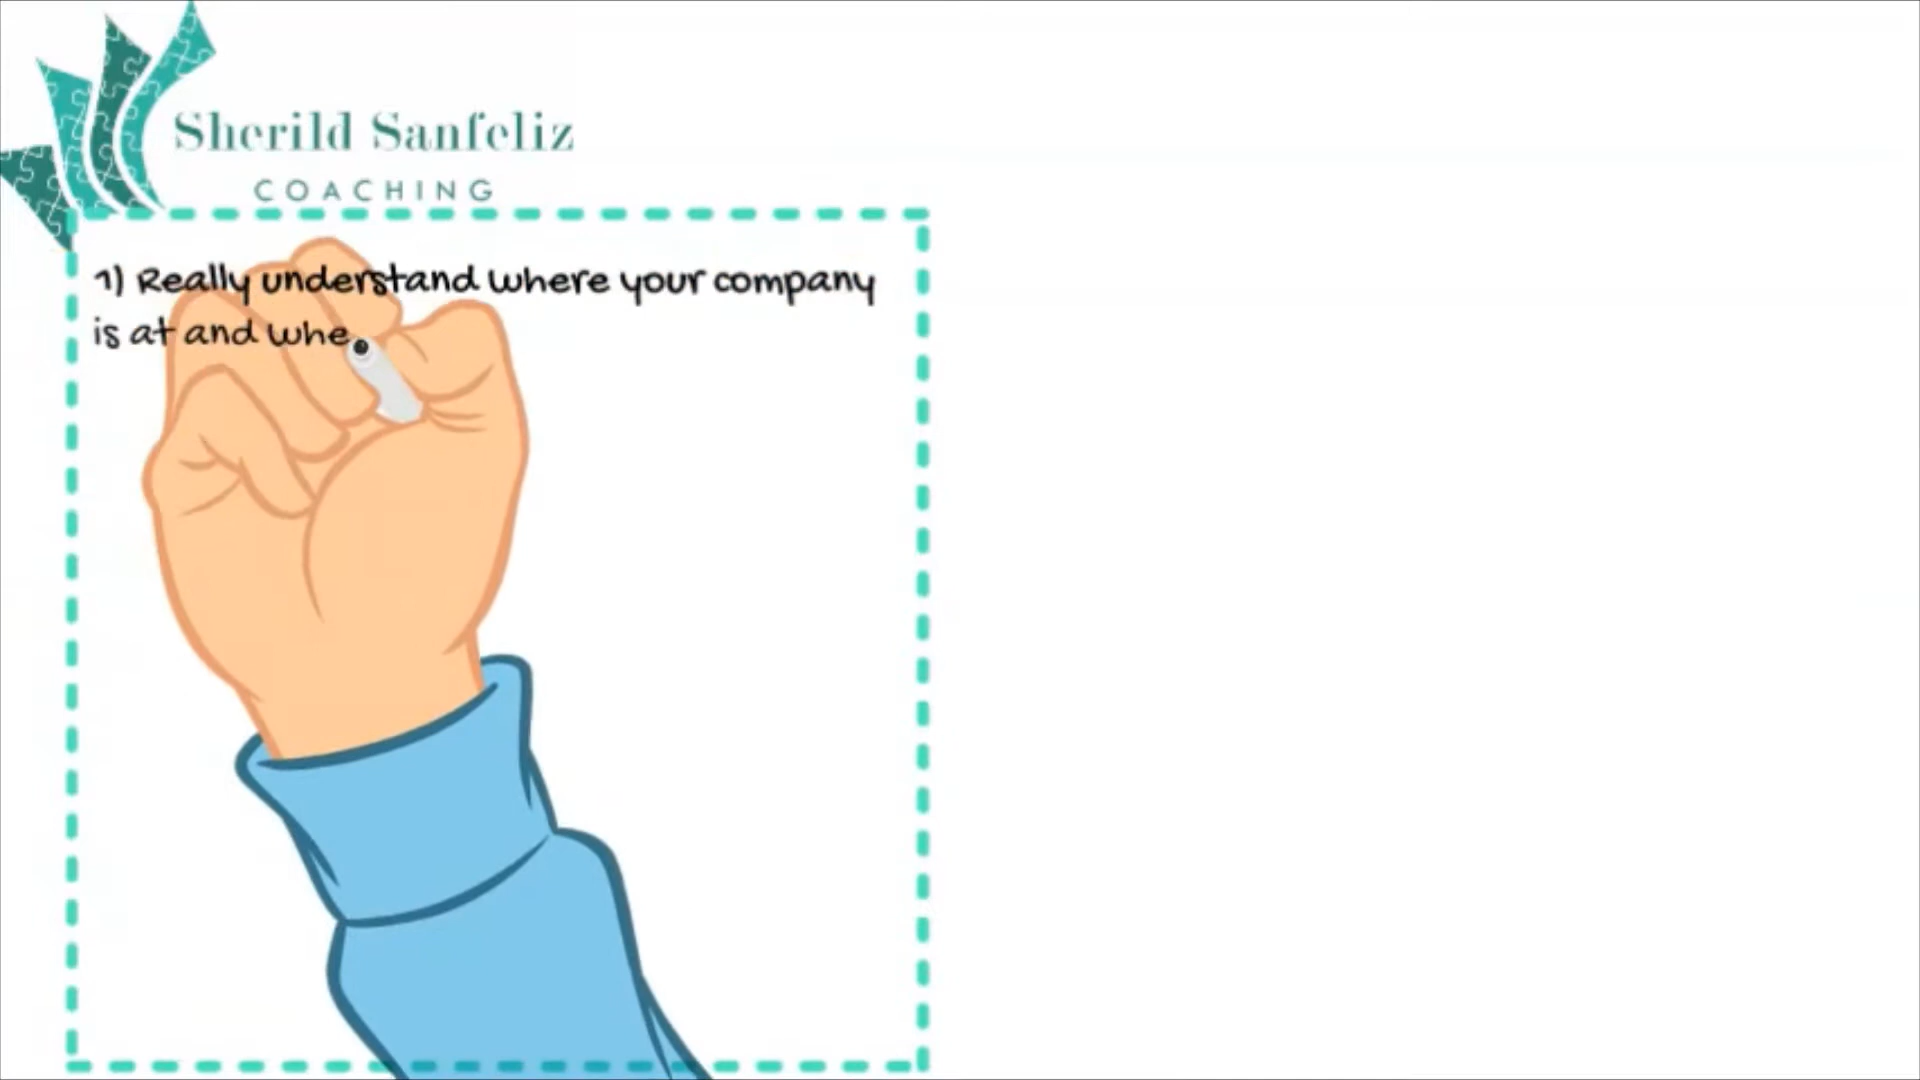 Sherild Sanfeliz
COACHING
1) Really understand where your company
is at and whe